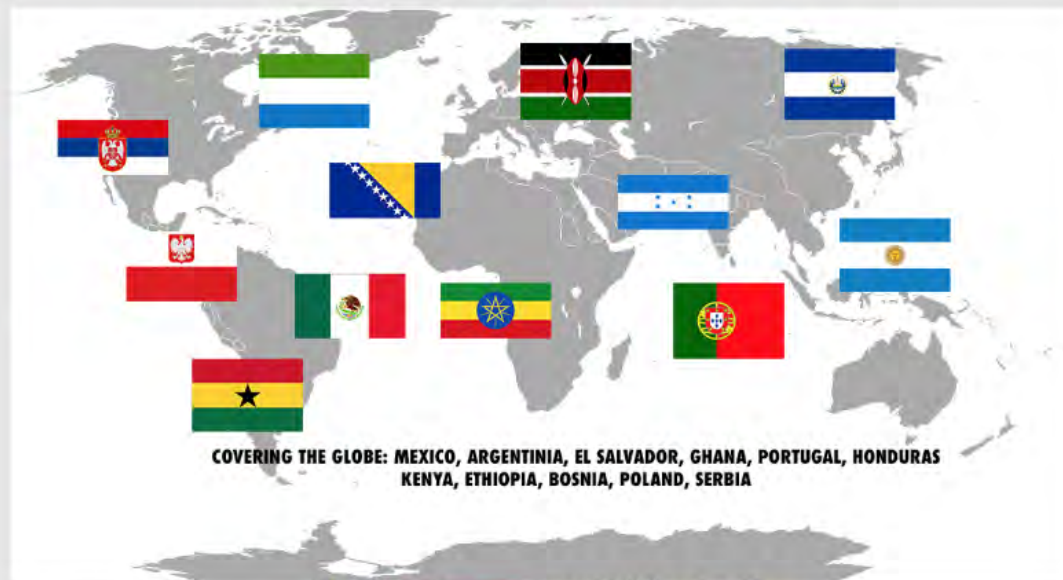 COVERING THE GLOBE: MEXICO, ARGENTINIA, EL SALVADOR, GHANA, PORTUGAL, HONDURAS
KENYA, ETHIOPIA, BOSNIA, POLAND, SERBIA